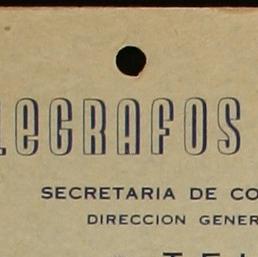 LEGRAFOS
SECRETARIA DE CO
DIRECCION GENER